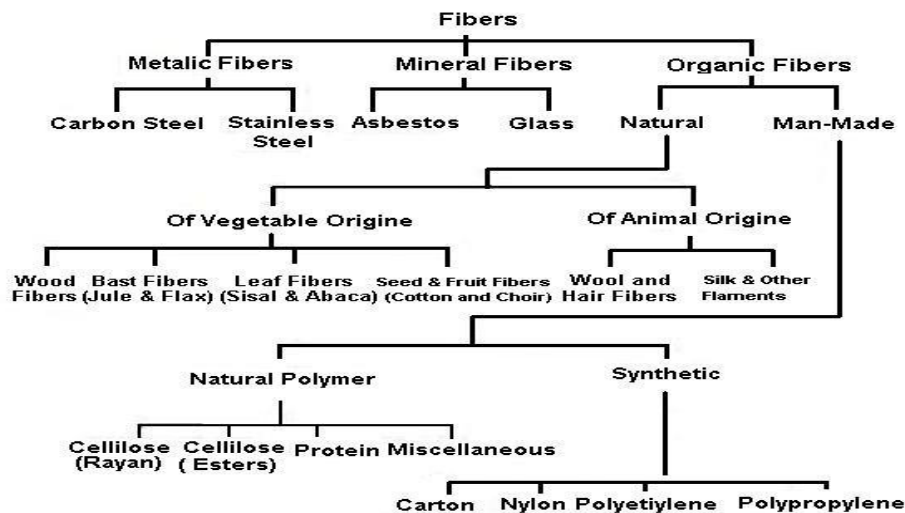 Fibers
Metalic Fibers Mineral Fibers Organic Fibers
Carbon Steel Stainless Asbestos Glass Natural Man-Made
Steel
Of Vegetable Origine Of Animal Origine
Wood Bast Fibers Leaf Fibers Seed & Fruit Fibers Wool and Silk & Other
Fibers (Jule & Flax) (Sisal & Abaca) (Cotton and Choir) Hair Fibers Flaments
Natural Polymer Synthetic
Cellilose Cellilose Protein Miscellaneous
(Rayan) ( Esters)
Carton Nylon Polyetiylene Polypropylene